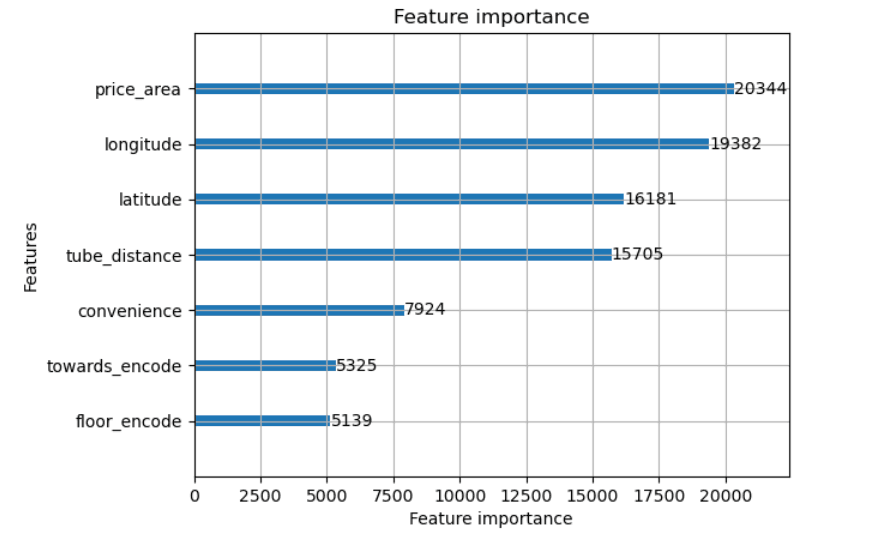 Feature importance
price_area
20344
longitude
19382
latitude
16181
tube_distance
15705
convenience
7924
towards_encode
5325
floor_encode
5139
Features
0 2500 5000 7500 10000 12500 15000 17500 20000
Feature importance